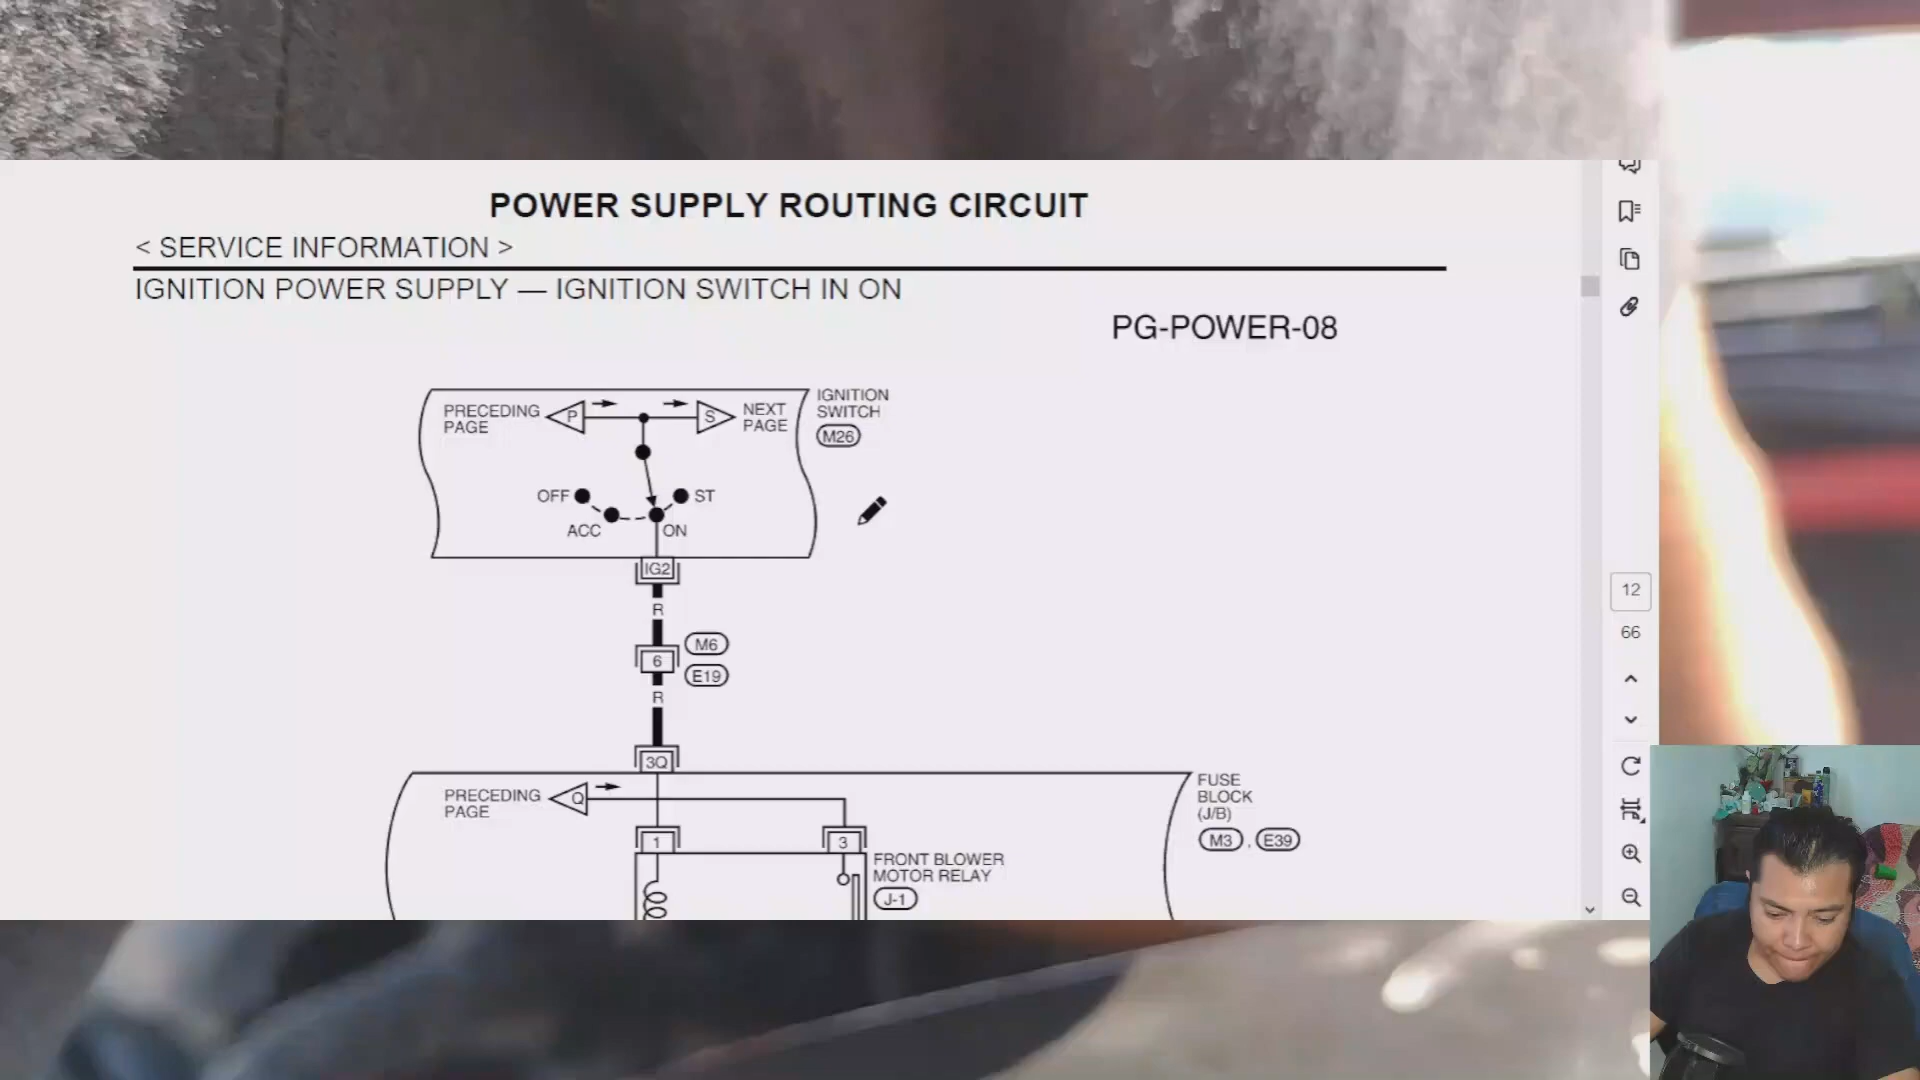 POWER SUPPLY ROUTING CIRCUIT
< SERVICE INFORMATION >
IGNITION POWER SUPPLY — IGNITION SWITCH IN ON
PG-POWER-08
PRECEDING
PAGE
P
S
NEXT
PAGE
IGNITION
SWITCH
M26
OFF
ST
ACC
ON
IG2
R
M6
6
E19
R
3Q
PRECEDING
PAGE
Q
FUSE
BLOCK
(J/B)
M3 , E39
1
3
FRONT BLOWER
MOTOR RELAY
J-1
12
66